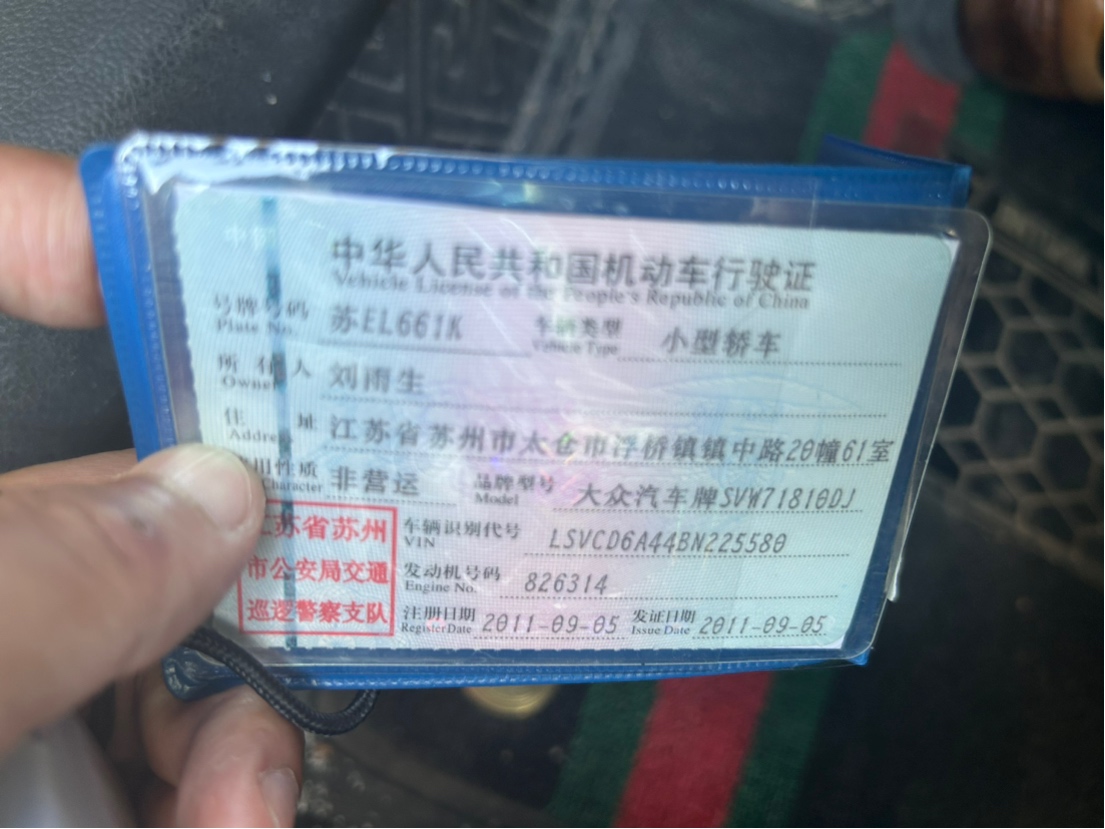 中华人民共和国机动车行驶证
Vehicle License of the People's Republic of China
号牌号码 苏EL661K 车辆类型 小型轿车
Plate No. Vehicle Type
所有人 刘雨生
Owner
住址 江苏省苏州市太仓市浮桥镇镇中路20幢61室
Address
用性质 非营运 品牌型号 大众汽车牌SVW71810DJ
Character Model
苏省苏州 车辆识别代号 LSVCD6A44BN225580
VIN
市公安局交通 发动机号码 826314
Engine No.
巡逻警察支队 注册日期 2011-09-05 发证日期 2011-09-05
Register Date Issue Date